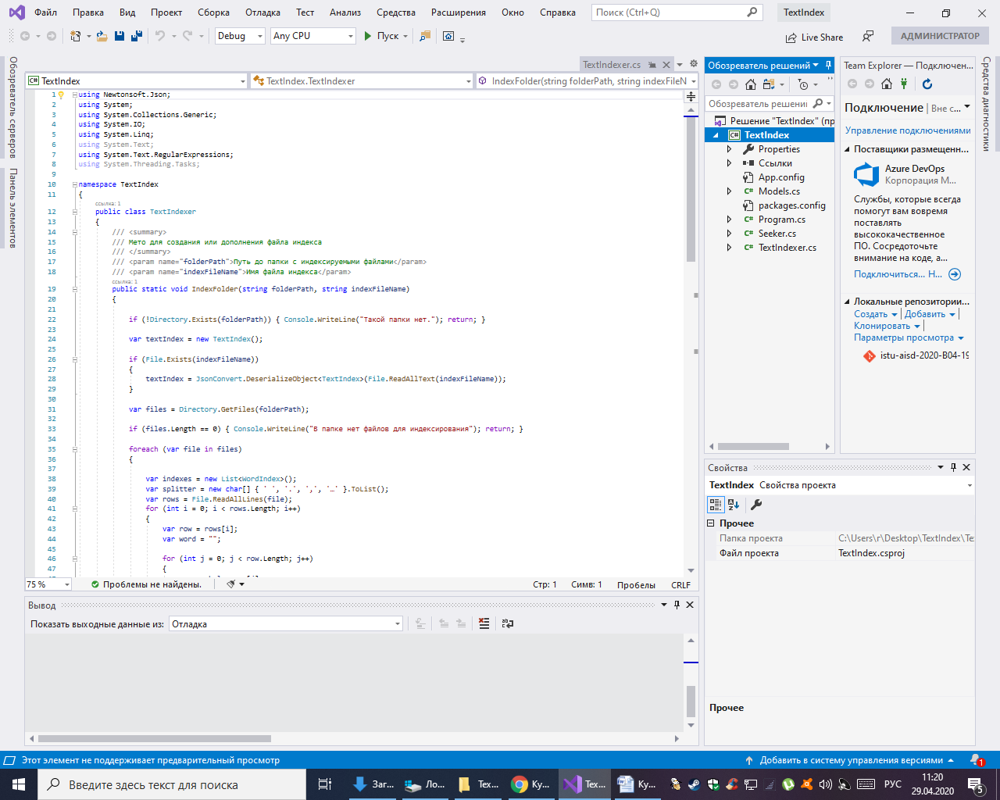 Файл Правка Вид Проект Сборка Отладка Тест Анализ Средства Расширения Окно Справка Поиск (Ctrl+Q) TextIndex
Debug Any CPU Пуск Live Share АДМИНИСТРАТОР
Обозреватель серверов
Панель элементов
TextIndexer.cs
TextIndex TextIndex.TextIndexer IndexFolder(string folderPath, string indexFileN
1 using Newtonsoft.Json;
2 using System;
3 using System.Collections.Generic;
4 using System.IO;
5 using System.Linq;
6 using System.Text;
7 using System.Text.RegularExpressions;
8 using System.Threading.Tasks;
9
10 namespace TextIndex
11 {
ссылка: 1
12 public class TextIndexer
13 {
14 /// <summary>
15 /// Мето для создания или дополнения файла индекса
16 /// </summary>
17 /// <param name="folderPath">Путь до папки с индексируемыми файлами</param>
18 /// <param name="indexFileName">Имя файла индекса</param>
ссылка: 1
19 public static void IndexFolder(string folderPath, string indexFileName)
20 {
21
22 if (!Directory.Exists(folderPath)) { Console.WriteLine("Такой папки нет."); return; }
23
24 var textIndex = new TextIndex();
25
26 if (File.Exists(indexFileName))
27 {
28 textIndex = JsonConvert.DeserializeObject<TextIndex>(File.ReadAllText(indexFileName));
29 }
30
31 var files = Directory.GetFiles(folderPath);
32
33 if (files.Length == 0) { Console.WriteLine("В папке нет файлов для индексирования"); return; }
34
35 foreach (var file in files)
36 {
37
38 var indexes = new List<WordIndex>();
39 var splitter = new char[] { ' ', '.', ',', '…' }.ToList();
40 var rows = File.ReadAllLines(file);
41 for (int i = 0; i < rows.Length; i++)
42 {
43 var row = rows[i];
44 var word = "";
45
46 for (int j = 0; j < row.Length; j++)
47 {
75 % Проблемы не найдены. Стр: 1 Симв: 1 Пробелы CRLF
Вывод
Показать выходные данные из: Отладка
Обозреватель решений
Обозреватель решени
Решение "TextIndex" (пр
TextIndex
Properties
Ссылки
App.config
Models.cs
packages.config
Program.cs
Seeker.cs
TextIndexer.cs
Team Explorer — Подключен...
Подключение | Вне с...
Управление подключениями
Поставщики размещенн...
Azure DevOps
Корпорация М...
Службы, которые всегда
помогут вам вовремя
поставлять
высококачественное
ПО. Сосредоточьте
внимание на коде, а...
Подключиться... Н...
Локальные репозитории...
Создать Добавить
Клонировать
Параметры просмотра
istu-aisd-2020-B04-19
Средства диагностики
Свойства
TextIndex Свойства проекта
Прочее
Папка проекта C:\Users\r\Desktop\TextIndex\Te
Файл проекта TextIndex.csproj
Прочее
Этот элемент не поддерживает предварительный просмотр Добавить в систему управления версиями 1
Введите здесь текст для поиска Заг... Ло... Tex... Ку... Tex... Ку... РУС 11:20
29.04.2020 5